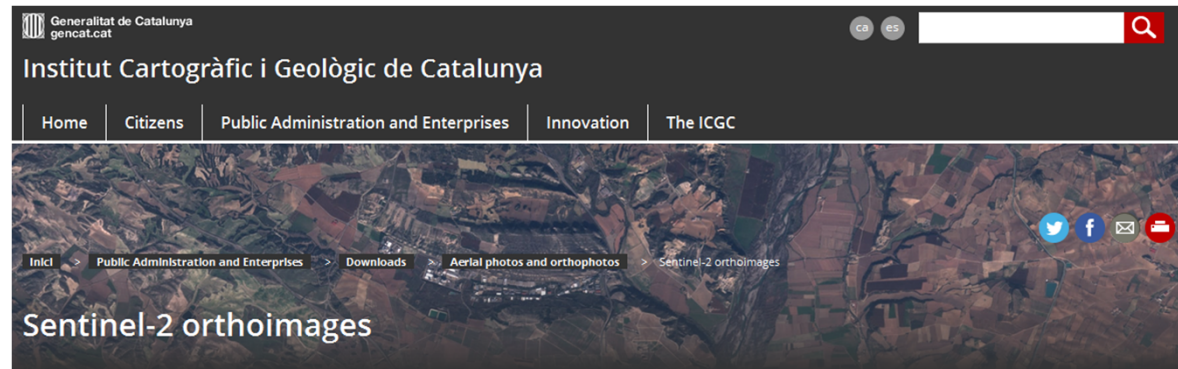 Generalitat de Catalunya
gencat.cat
ca es
Institut Cartogràfic i Geològic de Catalunya
Home Citizens Public Administration and Enterprises Innovation The ICGC
Inici > Public Administration and Enterprises > Downloads > Aerial photos and orthophotos > Sentinel-2 orthoimages
Sentinel-2 orthoimages